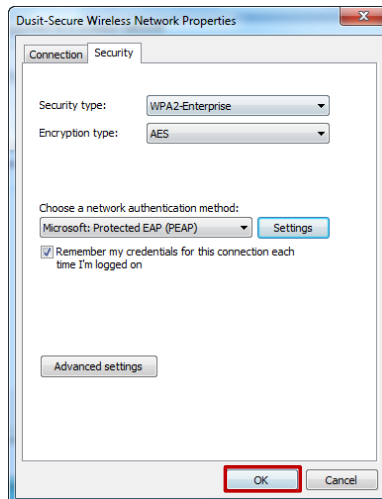 Dusit-Secure Wireless Network Properties
Connection Security
Security type: WPA2-Enterprise
Encryption type: AES
Choose a network authentication method:
Microsoft: Protected EAP (PEAP) Settings
Remember my credentials for this connection each
time I'm logged on
Advanced settings
OK Cancel